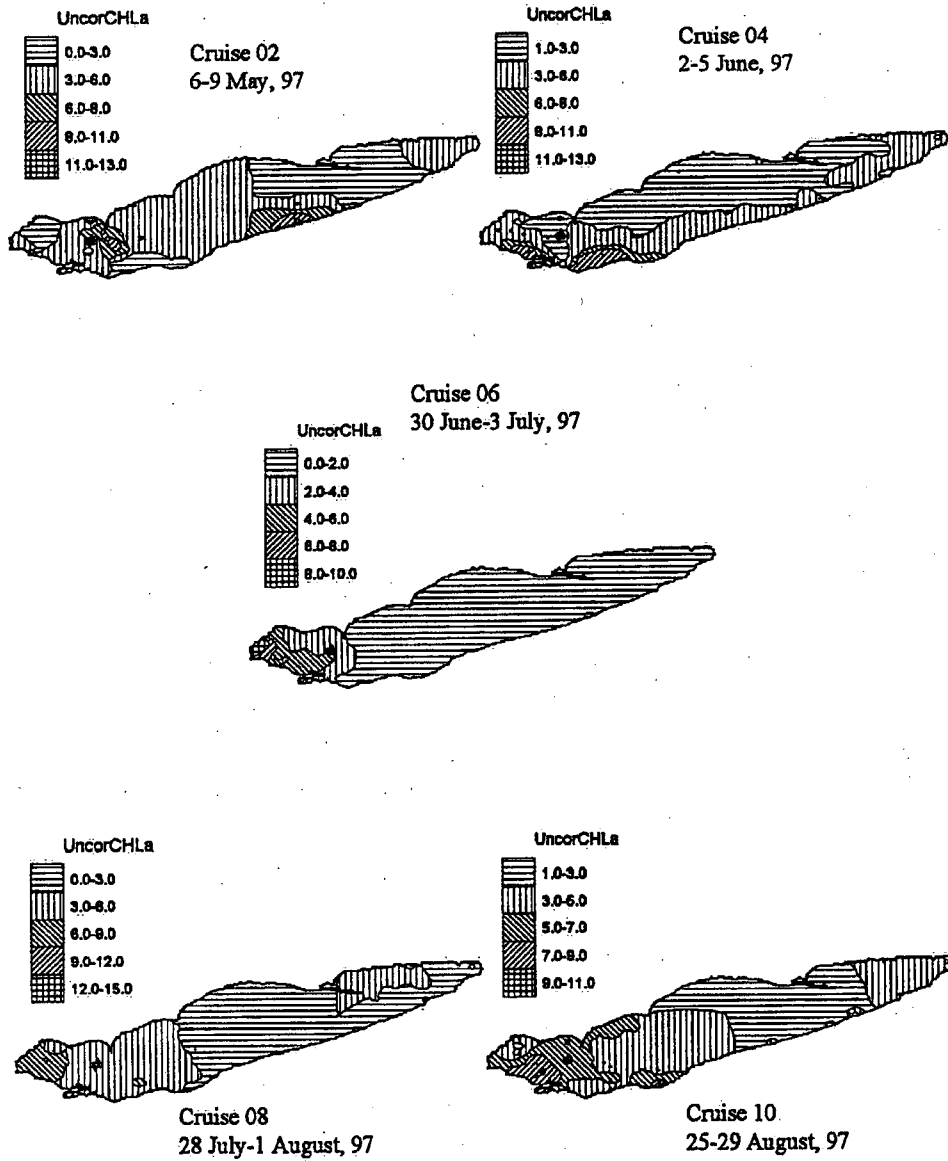 UncorCHLa
0.0-3.0
3.0-6.0
6.0-8.0
8.0-11.0
11.0-13.0
Cruise 02
6-9 May, 97
UncorCHLa
1.0-3.0
3.0-6.0
6.0-8.0
8.0-11.0
11.0-13.0
Cruise 04
2-5 June, 97
Cruise 06
30 June-3 July, 97
UncorCHLa
0.0-2.0
2.0-4.0
4.0-6.0
6.0-8.0
8.0-10.0
UncorCHLa
0.0-3.0
3.0-6.0
6.0-9.0
9.0-12.0
12.0-15.0
Cruise 08
28 July-1 August, 97
UncorCHLa
1.0-3.0
3.0-5.0
5.0-7.0
7.0-9.0
9.0-11.0
Cruise 10
25-29 August, 97